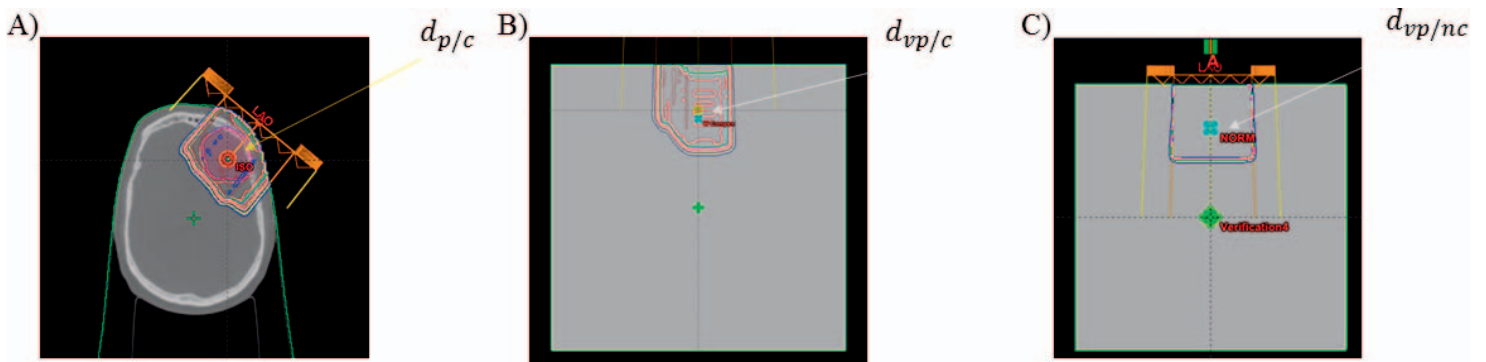 A)
d_{p/c}
LAO
ISO
B)
d_{vp/c}
C)
d_{vp/nc}
A
LAO
NORM
Verification4